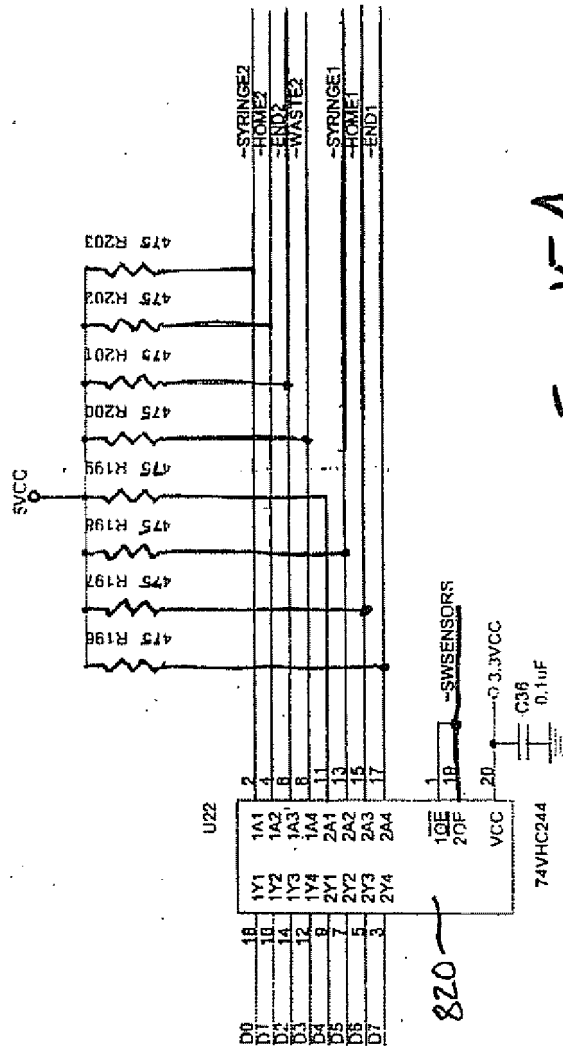 5VCC
475 R196
475 R197
475 R198
475 R199
475 R200
475 R201
475 R202
475 R203
~SYRINGE2
~HOME2
~END2
~WASTE2
~SYRINGE1
~HOME1
~END1
U22
D0 18 1Y1 1A1 2
D1 16 1Y2 1A2 4
D2 14 1Y3 1A3 6
D3 12 1Y4 1A4 8
D4 9 2Y1 2A1 11
D5 7 2Y2 2A2 13
D6 5 2Y3 2A3 15
D7 3 2Y4 2A4 17
1OE 1
2OE 19
~SWSENSORS
VCC 20
3.3VCC
C36
0.1uF
74VHC244
820